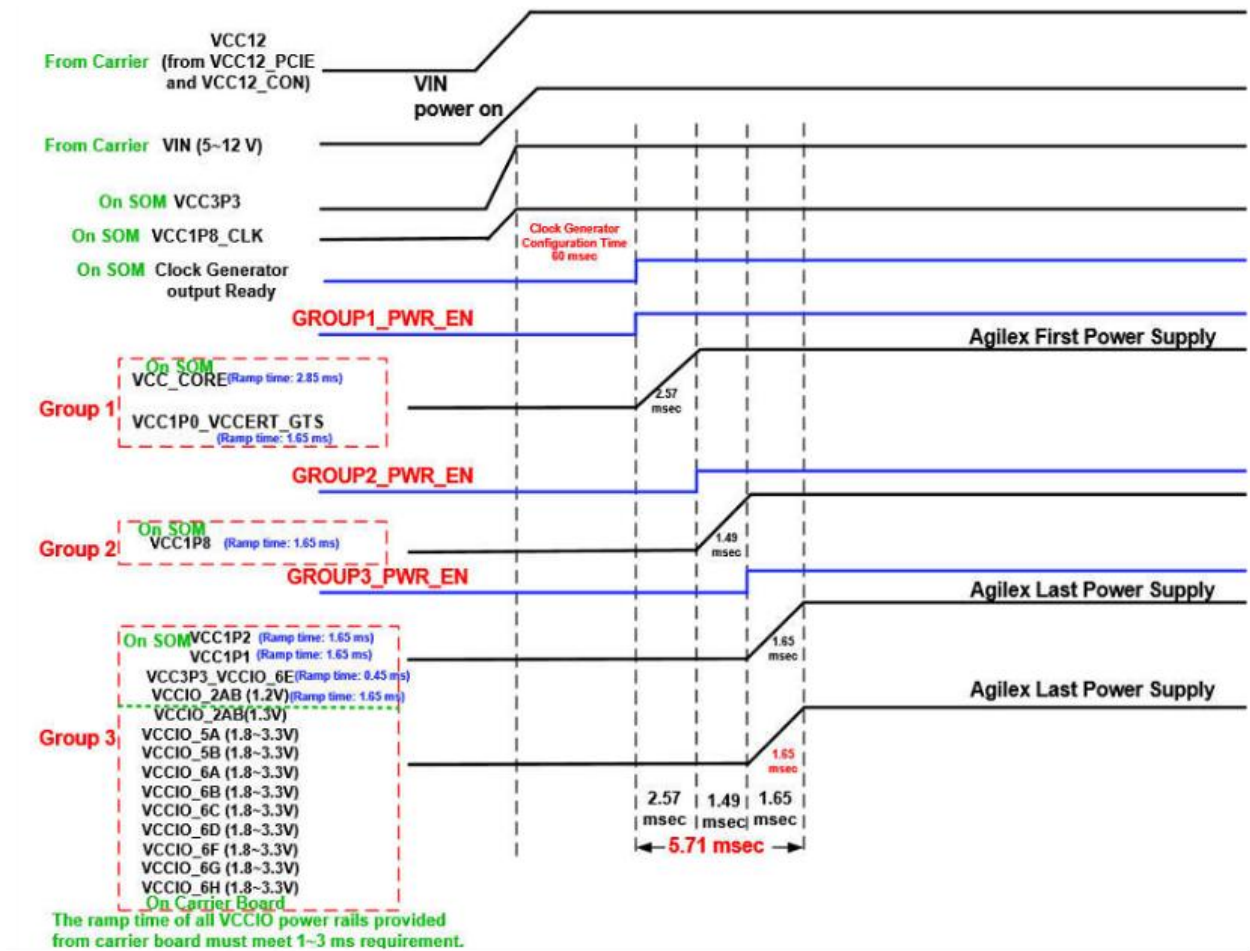 VCC12
From Carrier (from VCC12_PCIE
and VCC12_CON)
VIN
power on
From Carrier VIN (5~12 V)
On SOM VCC3P3
On SOM VCC1P8_CLK
Clock Generator
Configuration Time
60 msec
On SOM Clock Generator
output Ready
GROUP1_PWR_EN
Agilex First Power Supply
On SOM
VCC_CORE(Ramp time: 2.85 ms)
2.57
msec
Group 1
VCC1P0_VCCERT_GTS
(Ramp time: 1.65 ms)
GROUP2_PWR_EN
On SOM
VCC1P8 (Ramp time: 1.65 ms)
Group 2
1.49
msec
GROUP3_PWR_EN
Agilex Last Power Supply
On SOM VCC1P2 (Ramp time: 1.65 ms)
VCC1P1 (Ramp time: 1.65 ms)
1.65
msec
VCC3P3_VCCIO_6E(Ramp time: 0.45 ms)
VCCIO_2AB (1.2V)(Ramp time: 1.65 ms)
Agilex Last Power Supply
VCCIO_2AB(1.3V)
Group 3
VCCIO_5A (1.8~3.3V)
VCCIO_5B (1.8~3.3V)
VCCIO_6A (1.8~3.3V)
VCCIO_6B (1.8~3.3V)
VCCIO_6C (1.8~3.3V)
VCCIO_6D (1.8~3.3V)
VCCIO_6F (1.8~3.3V)
VCCIO_6G (1.8~3.3V)
VCCIO_6H (1.8~3.3V)
On Carrier Board
1.65
msec
2.57 1.49 1.65
msec msec msec
5.71 msec
The ramp time of all VCCIO power rails provided
from carrier board must meet 1~3 ms requirement.